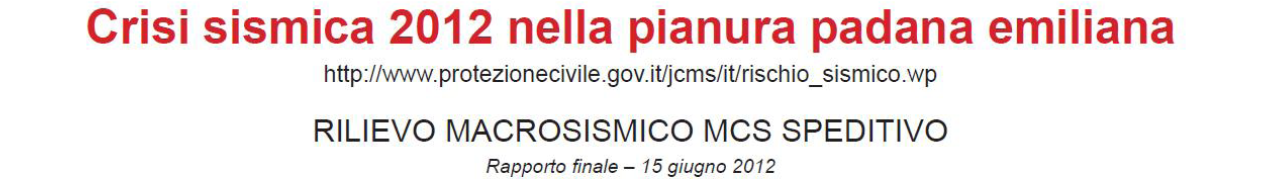 Crisi sismica 2012 nella pianura padana emiliana
http://www.protezionecivile.gov.it/jcms/it/rischio_sismico.wp
RILIEVO MACROSISMICO MCS SPEDITIVO
Rapporto finale – 15 giugno 2012